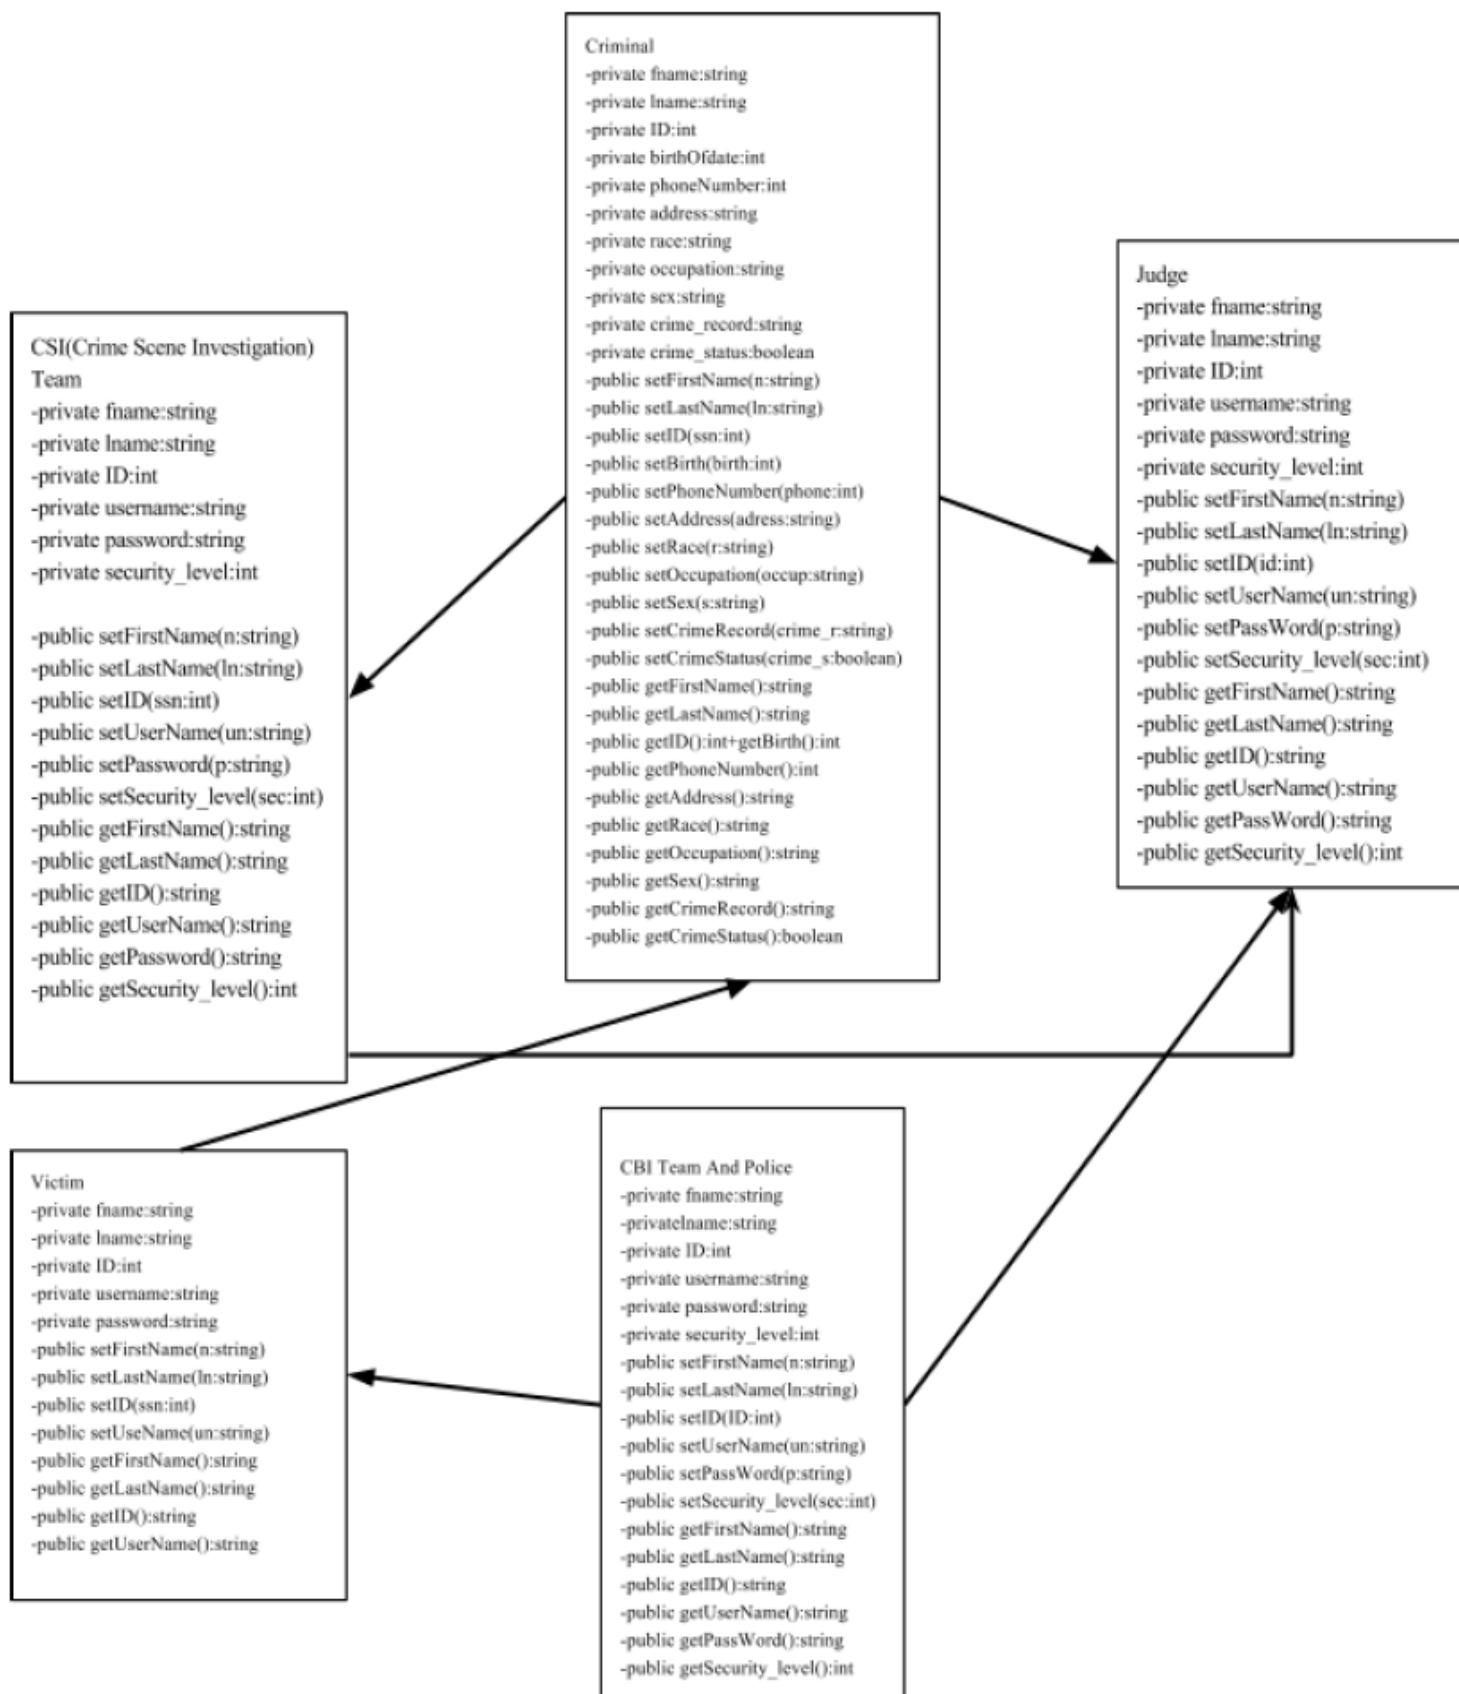 Criminal
-private fname:string
-private lname:string
-private ID:int
-private birthOfdate:int
-private phoneNumber:int
-private address:string
-private race:string
-private occupation:string
-private sex:string
-private crime_record:string
-private crime_status:boolean
-public setFirstName(n:string)
-public setLastName(ln:string)
-public setID(ssn:int)
-public setBirth(birth:int)
-public setPhoneNumber(phone:int)
-public setAddress(adress:string)
-public setRace(r:string)
-public setOccupation(occup:string)
-public setSex(s:string)
-public setCrimeRecord(crime_r:string)
-public setCrimeStatus(crime_s:boolean)
-public getFirstName():string
-public getLastName():string
-public getID():int+getBirth():int
-public getPhoneNumber():int
-public getAddress():string
-public getRace():string
-public getOccupation():string
-public getSex():string
-public getCrimeRecord():string
-public getCrimeStatus():boolean
Judge
-private fname:string
-private lname:string
-private ID:int
-private username:string
-private password:string
-private security_level:int
-public setFirstName(n:string)
-public setLastName(ln:string)
-public setID(id:int)
-public setUserName(un:string)
-public setPassWord(p:string)
-public setSecurity_level(sec:int)
-public getFirstName():string
-public getLastName():string
-public getID():string
-public getUserName():string
-public getPassWord():string
-public getSecurity_level():int
CSI(Crime Scene Investigation)
Team
-private fname:string
-private lname:string
-private ID:int
-private username:string
-private password:string
-private security_level:int
-public setFirstName(n:string)
-public setLastName(ln:string)
-public setID(ssn:int)
-public setUserName(un:string)
-public setPassword(p:string)
-public setSecurity_level(sec:int)
-public getFirstName():string
-public getLastName():string
-public getID():string
-public getUserName():string
-public getPassword():string
-public getSecurity_level():int
Victim
-private fname:string
-private lname:string
-private ID:int
-private username:string
-private password:string
-public setFirstName(n:string)
-public setLastName(ln:string)
-public setID(ssn:int)
-public setUseName(un:string)
-public getFirstName():string
-public getLastName():string
-public getID():string
-public getUserName():string
CBI Team And Police
-private fname:string
-privatelname:string
-private ID:int
-private username:string
-private password:string
-private security_level:int
-public setFirstName(n:string)
-public setLastName(ln:string)
-public setID(ID:int)
-public setUserName(un:string)
-public setPassWord(p:string)
-public setSecurity_level(sec:int)
-public getFirstName():string
-public getLastName():string
-public getID():string
-public getUserName():string
-public getPassWord():string
-public getSecurity_level():int